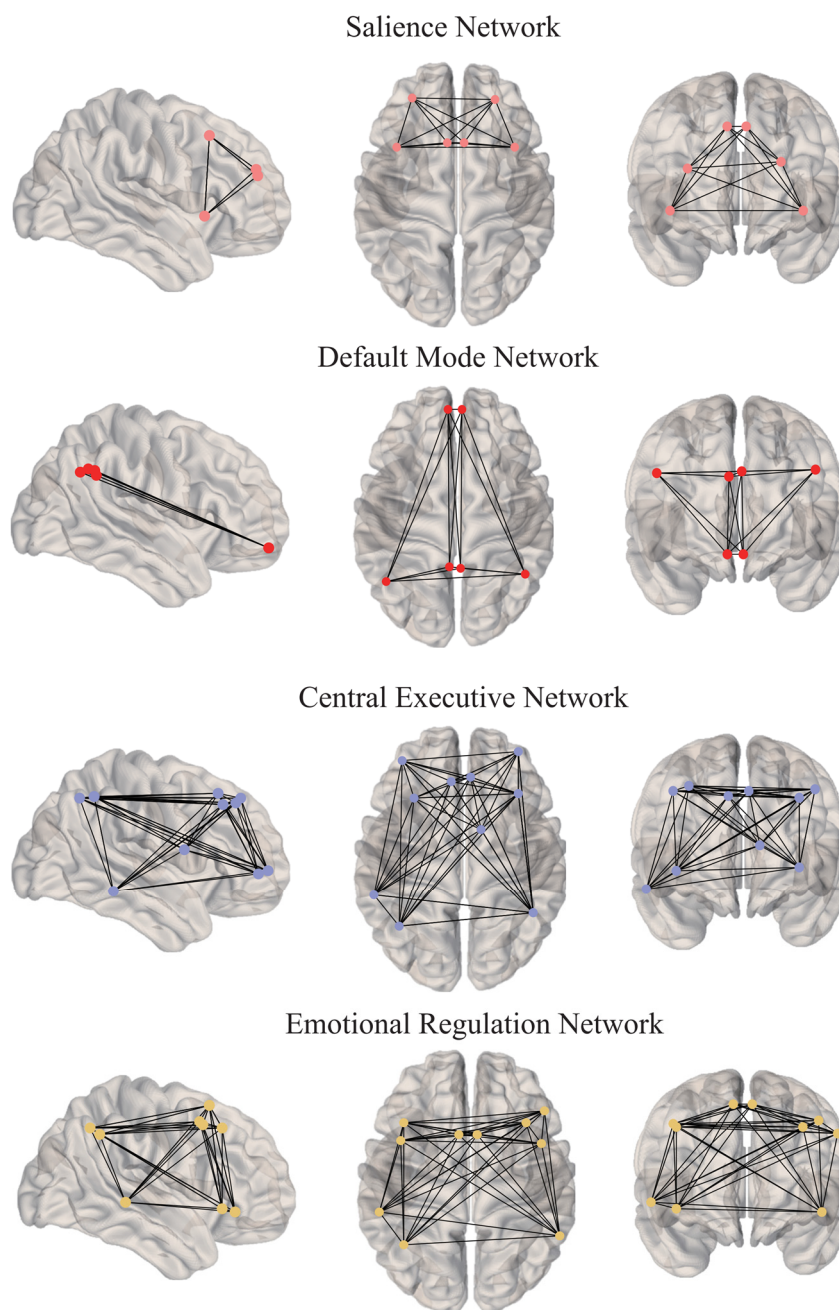 Salience Network
Default Mode Network
Central Executive Network
Emotional Regulation Network